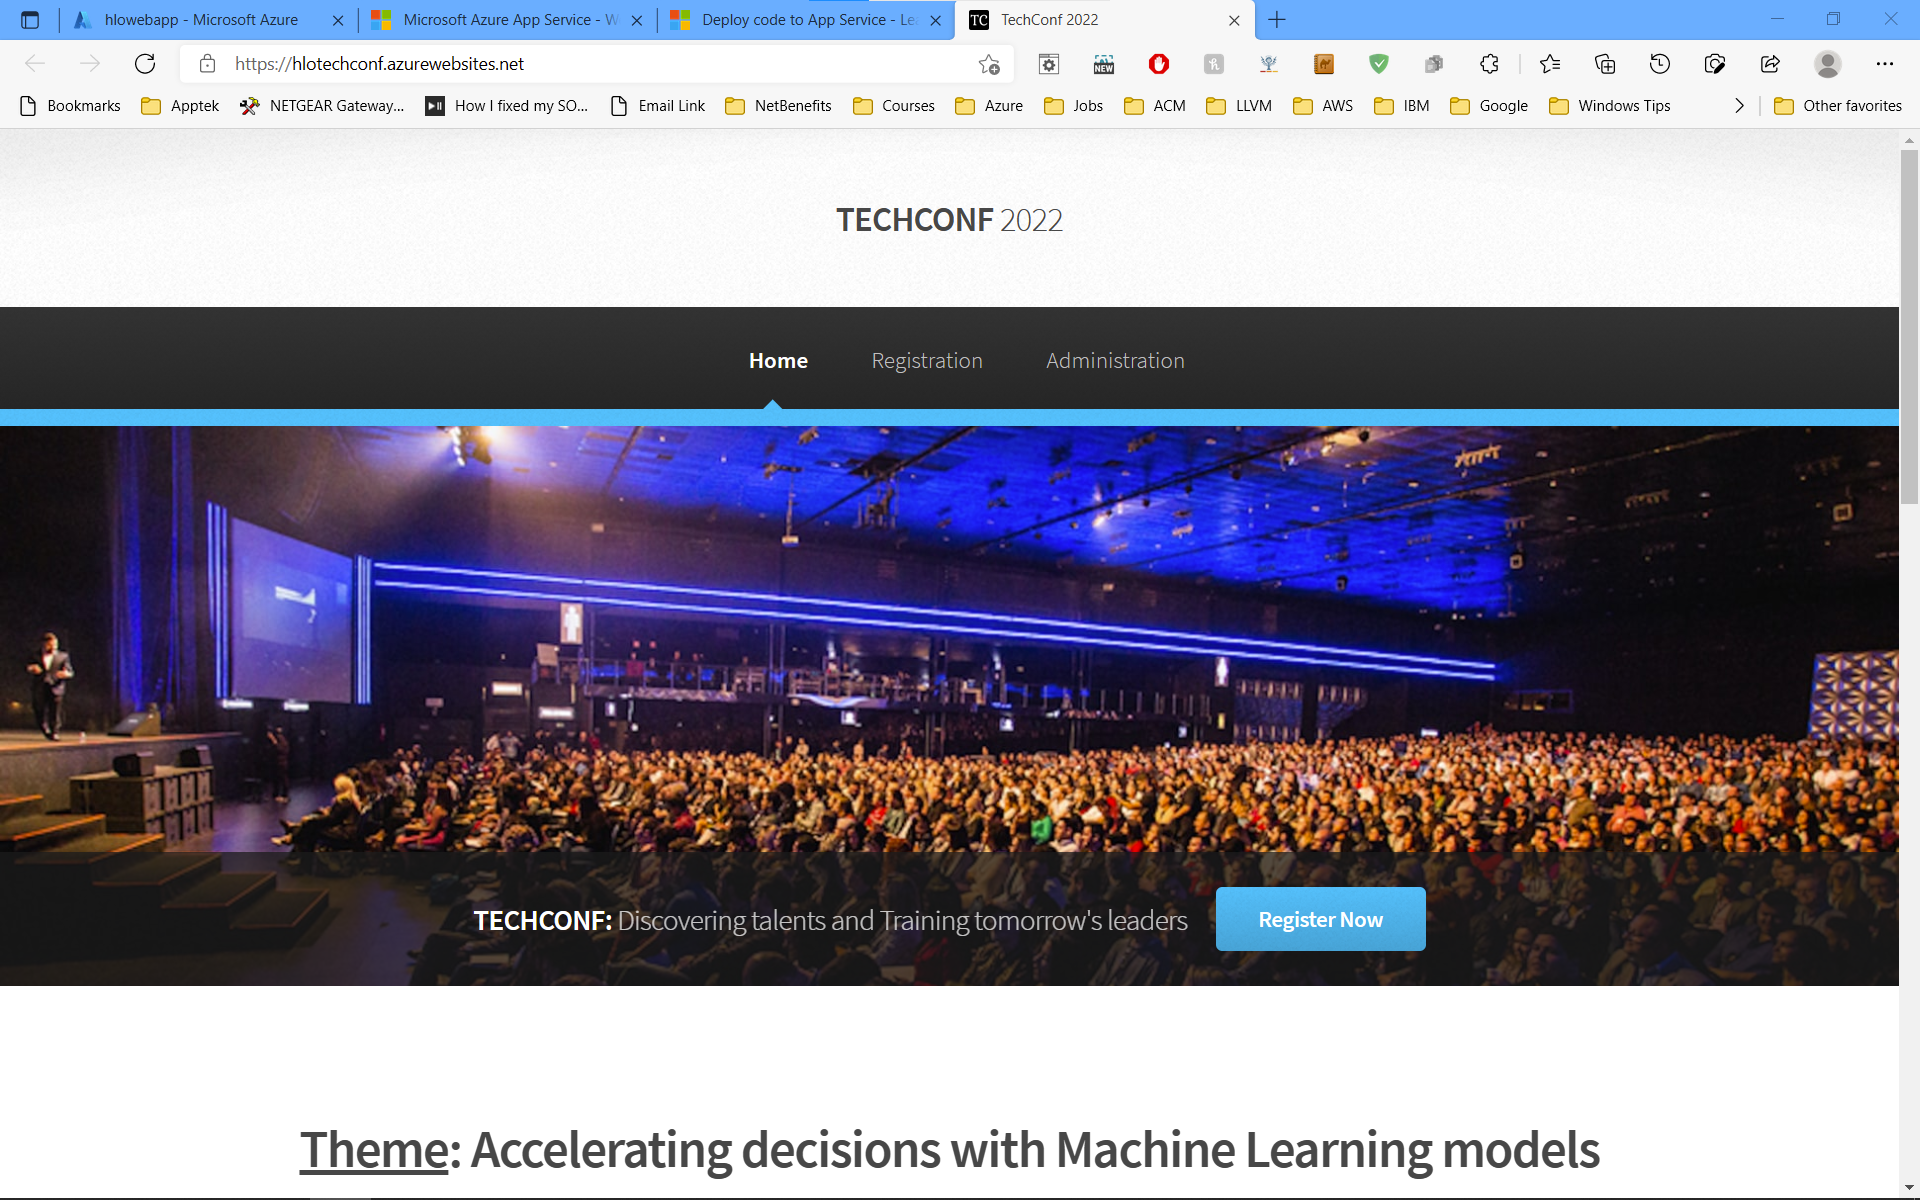 hlowebapp - Microsoft Azure
Microsoft Azure App Service - W
Deploy code to App Service - Le
TC TechConf 2022
https://hlotechconf.azurewebsites.net
NEW
Bookmarks Apptek NETGEAR Gateway... How I fixed my SO... Email Link NetBenefits Courses Azure Jobs ACM LLVM AWS IBM Google Windows Tips Other favorites
TECHCONF 2022
Home Registration Administration
TECHCONF: Discovering talents and Training tomorrow's leaders Register Now
Theme: Accelerating decisions with Machine Learning models